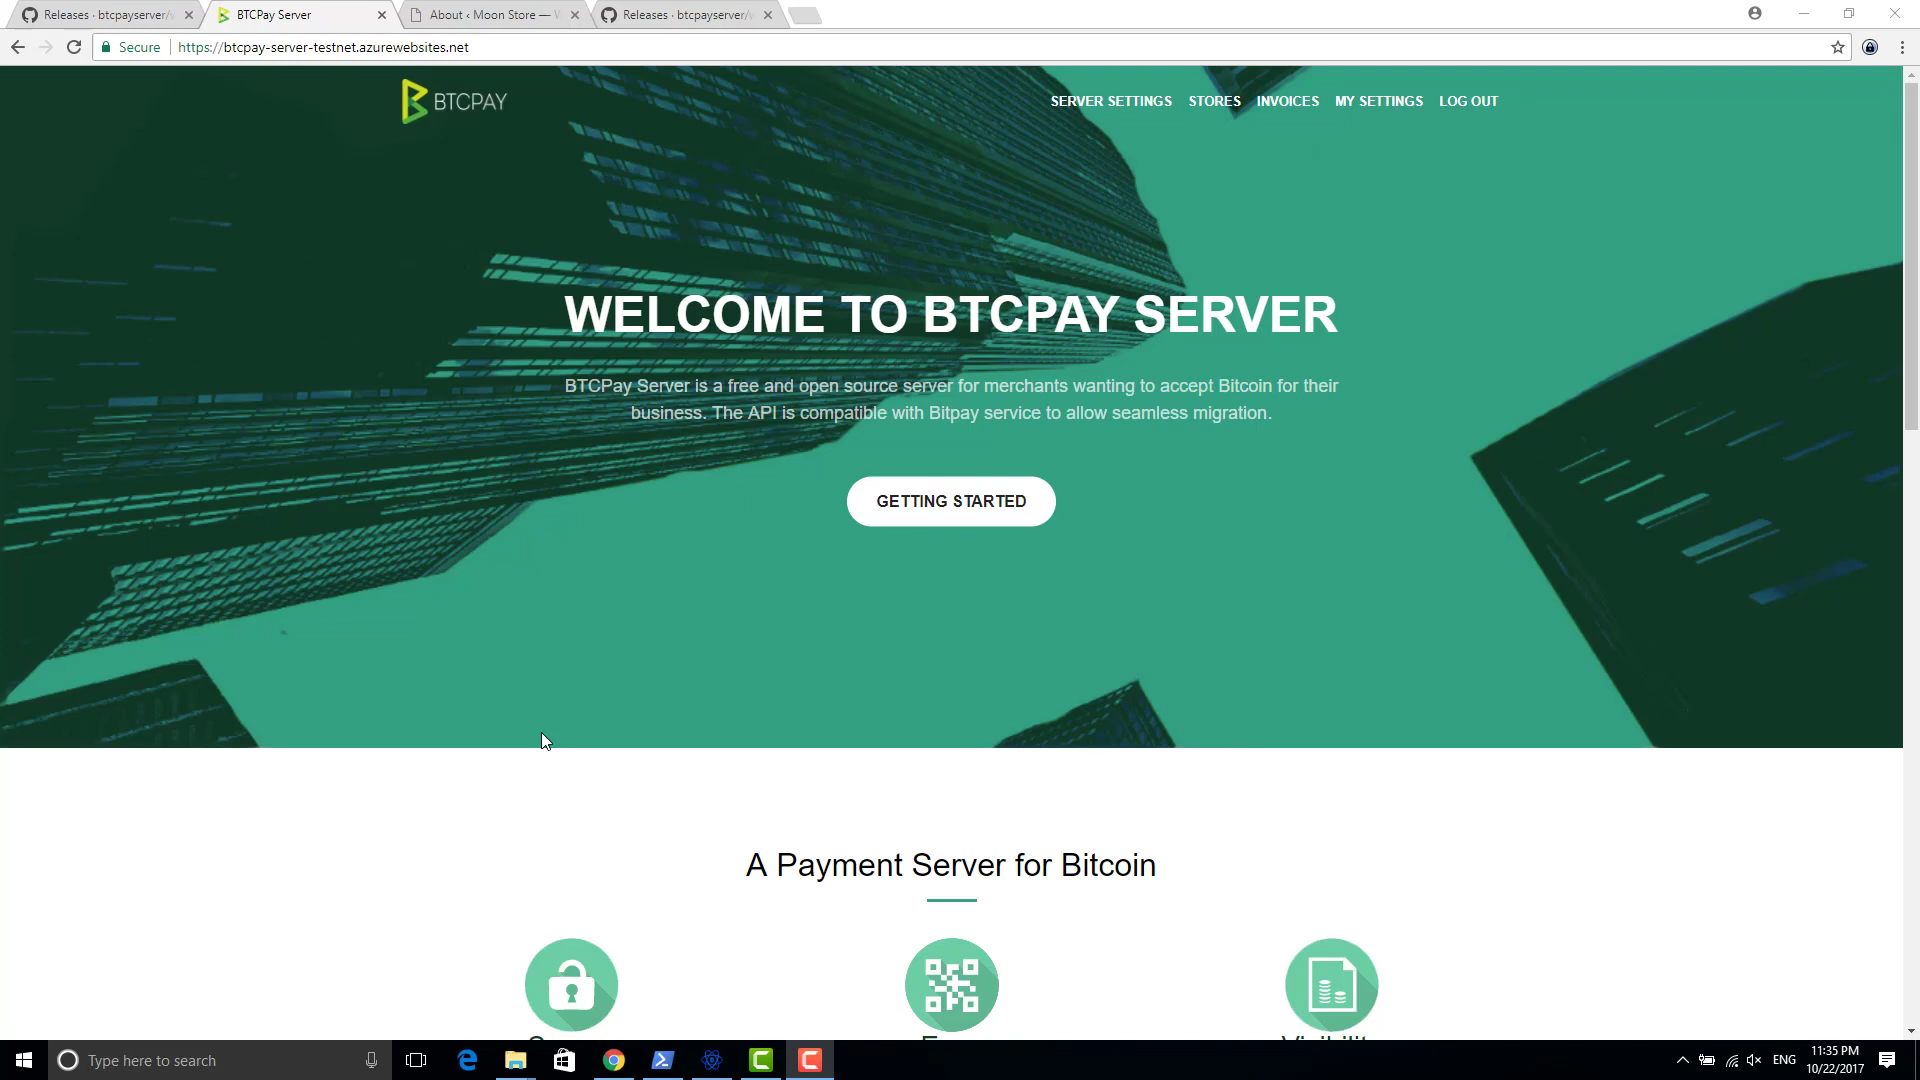 Releases · btcpayserver/
BTCPay Server
About ‹ Moon Store —
Releases · btcpayserver/
Secure
https://btcpay-server-testnet.azurewebsites.net
BTCPAY
SERVER SETTINGS STORES INVOICES MY SETTINGS LOG OUT
WELCOME TO BTCPAY SERVER
BTCPay Server is a free and open source server for merchants wanting to accept Bitcoin for their
business. The API is compatible with Bitpay service to allow seamless migration.
GETTING STARTED
A Payment Server for Bitcoin
Type here to search
ENG
11:35 PM
10/22/2017